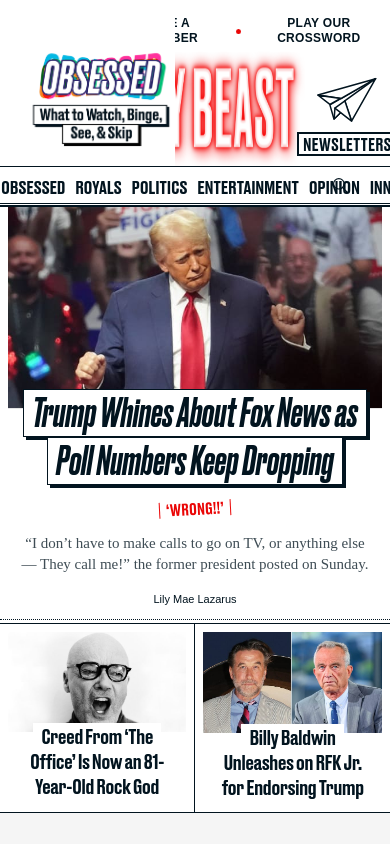 E A
BER
PLAY OUR
CROSSWORD
OBSESSED
What to Watch, Binge,
See, & Skip
Y BEAST
NEWSLETTERS
OBSESSED ROYALS POLITICS ENTERTAINMENT OPINION INN
FIGH
Trump Whines About Fox News as
Poll Numbers Keep Dropping
‘WRONG!!’
“I don’t have to make calls to go on TV, or anything else
— They call me!” the former president posted on Sunday.
Lily Mae Lazarus
Creed From ‘The
Office’ Is Now an 81-
Year-Old Rock God
Billy Baldwin
Unleashes on RFK Jr.
for Endorsing Trump